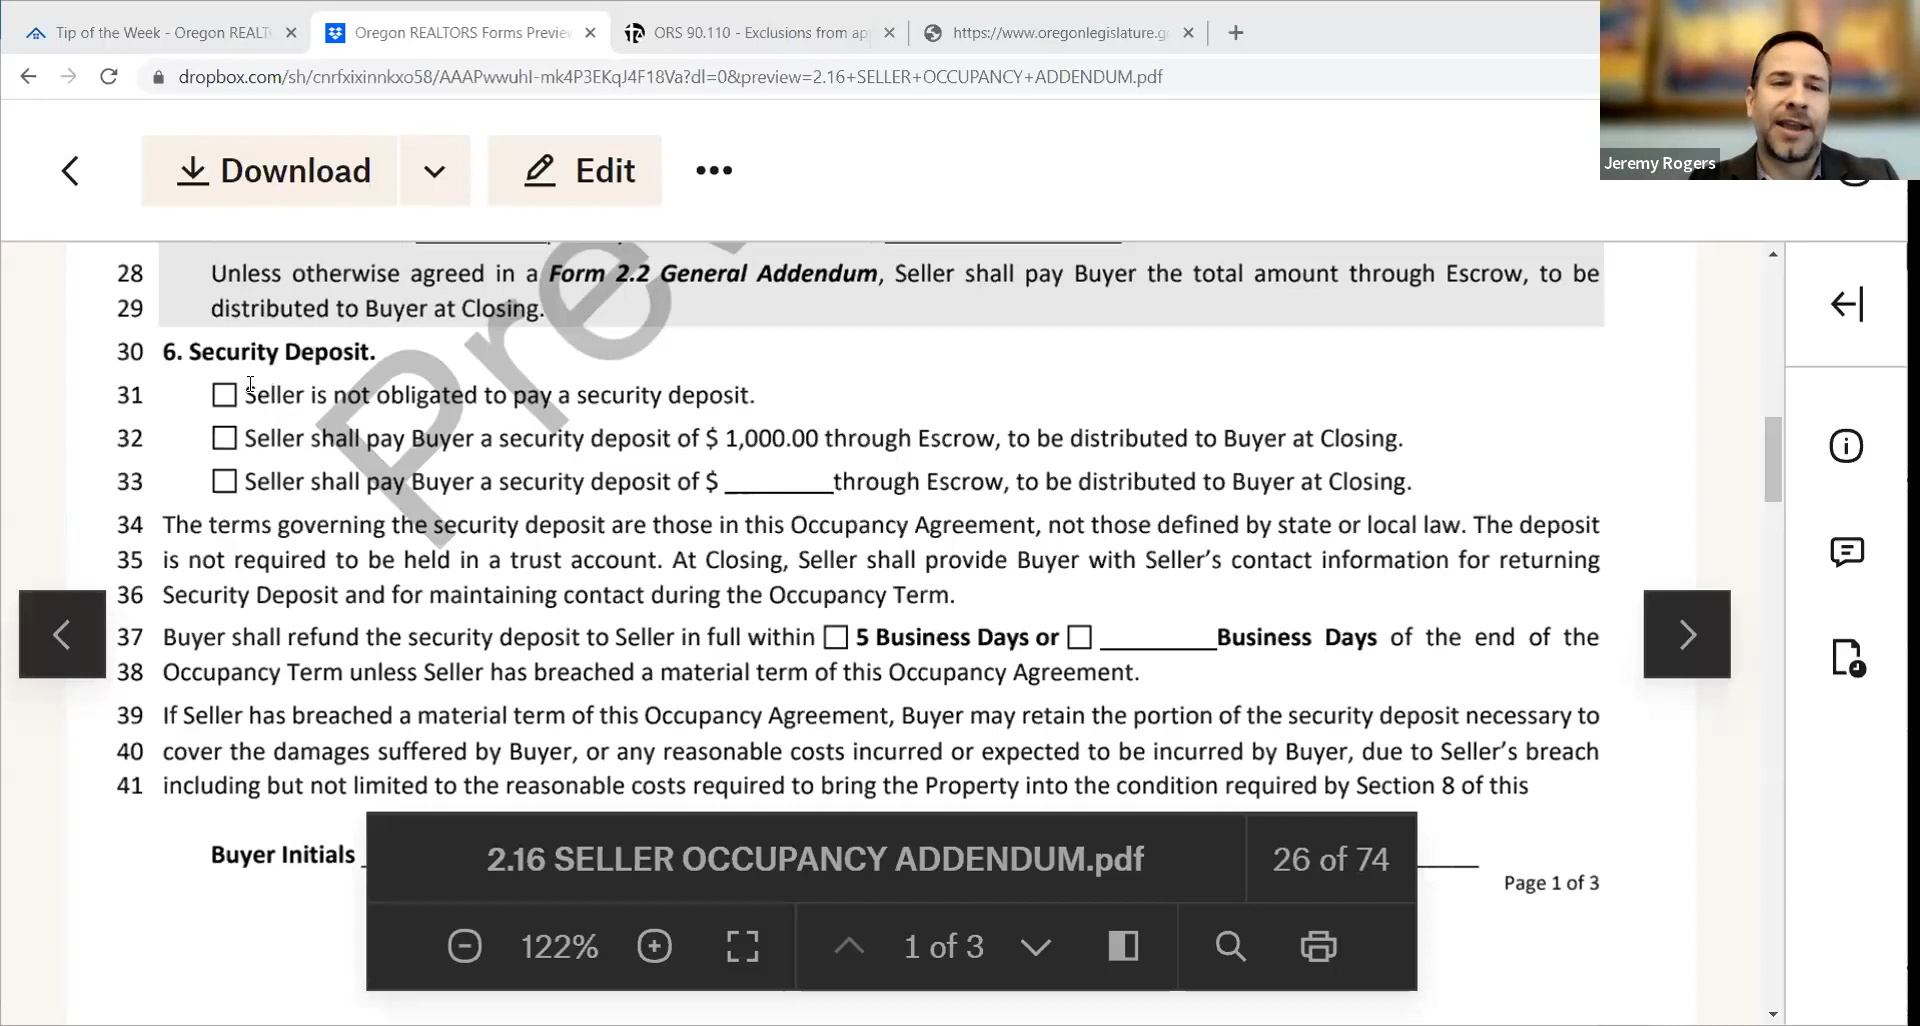 Tip of the Week - Oregon REALT
Oregon REALTORS Forms Preview
ORS 90.110 - Exclusions from ap
https://www.oregonlegislature.g
dropbox.com/sh/cnrfxixinnkxo58/AAAPwwuhI-mk4P3EKqJ4F18Va?dl=0&preview=2.16+SELLER+OCCUPANCY+ADDENDUM.pdf
Jeremy Rogers
Download
Edit
Prev
28 Unless otherwise agreed in a Form 2.2 General Addendum, Seller shall pay Buyer the total amount through Escrow, to be
29 distributed to Buyer at Closing.
30 6. Security Deposit.
31 Seller is not obligated to pay a security deposit.
32 Seller shall pay Buyer a security deposit of $ 1,000.00 through Escrow, to be distributed to Buyer at Closing.
33 Seller shall pay Buyer a security deposit of $ ________ through Escrow, to be distributed to Buyer at Closing.
34 The terms governing the security deposit are those in this Occupancy Agreement, not those defined by state or local law. The deposit
35 is not required to be held in a trust account. At Closing, Seller shall provide Buyer with Seller's contact information for returning
36 Security Deposit and for maintaining contact during the Occupancy Term.
37 Buyer shall refund the security deposit to Seller in full within 5 Business Days or _________Business Days of the end of the
38 Occupancy Term unless Seller has breached a material term of this Occupancy Agreement.
39 If Seller has breached a material term of this Occupancy Agreement, Buyer may retain the portion of the security deposit necessary to
40 cover the damages suffered by Buyer, or any reasonable costs incurred or expected to be incurred by Buyer, due to Seller's breach
41 including but not limited to the reasonable costs required to bring the Property into the condition required by Section 8 of this
Buyer Initials
Page 1 of 3
2.16 SELLER OCCUPANCY ADDENDUM.pdf 26 of 74
122% 1 of 3